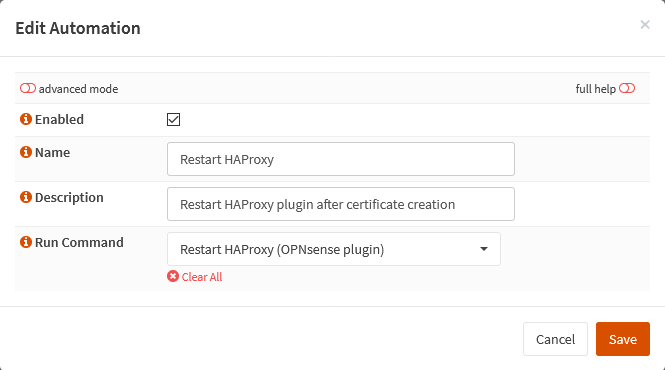 Edit Automation
×
advanced mode
full help
Enabled
Name
Restart HAProxy
Description
Restart HAProxy plugin after certificate creation
Run Command
Restart HAProxy (OPNsense plugin)
Clear All
Cancel
Save